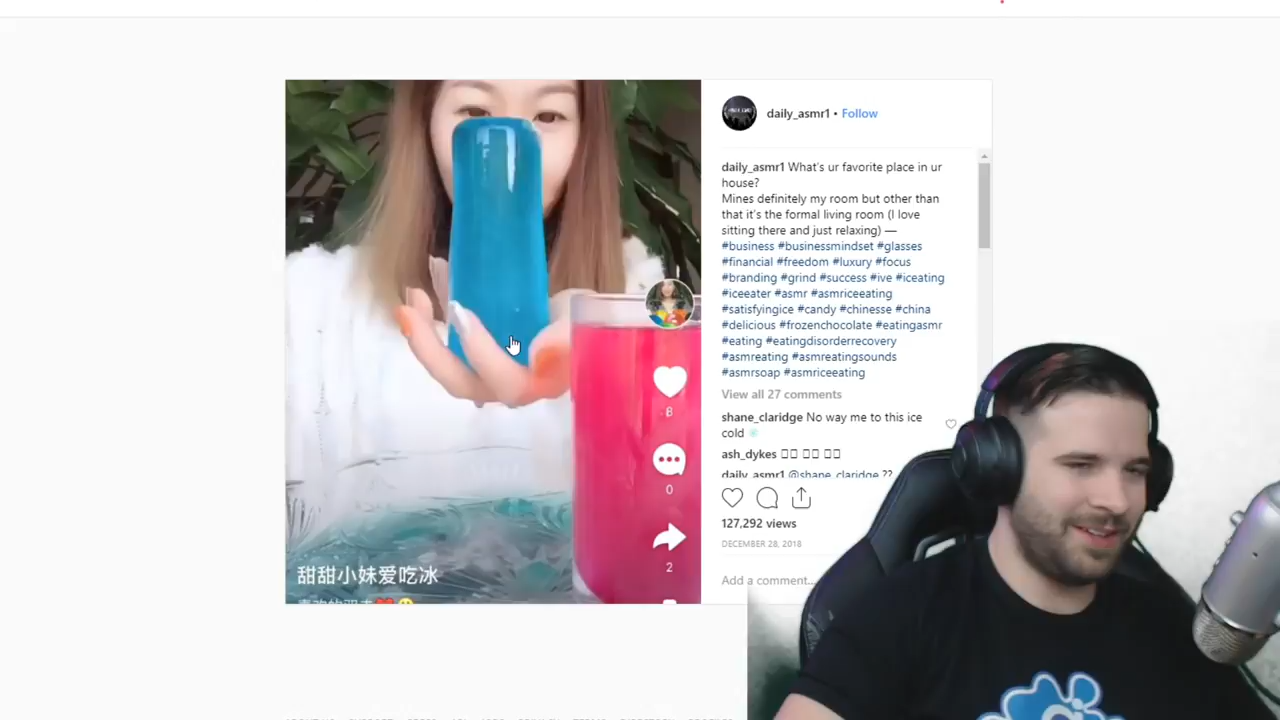 daily_asmr1 • Follow
daily_asmr1 What's ur favorite place in ur
house?
Mines definitely my room but other than
that it's the formal living room (I love
sitting there and just relaxing) —
#business #businessmindset #glasses
#financial #freedom #luxury #focus
#branding #grind #success #ive #iceating
#iceeater #asmr #asmriceeating
#satisfyingice #candy #chinesse #china
#delicious #frozenchocolate #eatingasmr
#eating #eatingdisorderrecovery
#asmreating #asmreatingsounds
#asmrsoap #asmriceeating
View all 27 comments
shane_claridge No way me to this ice
cold
ash_dykes
daily_asmr1 @shane_claridge ??
127,292 views
DECEMBER 28, 2018
Add a comment...
8
0
2
甜甜小妹爱吃冰